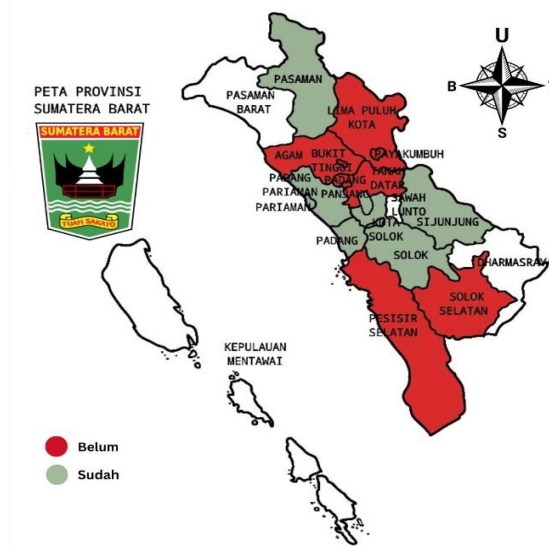 PETA PROVINSI
SUMATERA BARAT
SUMATERA BARAT
TUAH SAKATO
U
B
S
PASAMAN
PASAMAN
BARAT
LIMA PULUH
KOTA
PAYAKUMBUH
AGAM
BUKIT
TINGGI
TANAH
DATAR
PADANG
PARIAMAN
PADANG
PANJANG
PARIAMAN
SAWAH
LUNTO
SIJUNJUNG
KOTA
SOLOK
PADANG
SOLOK
DHARMASRAY
SOLOK
SELATAN
PESISIR
SELATAN
KEPULAUAN
MENTAWAI
Belum
Sudah